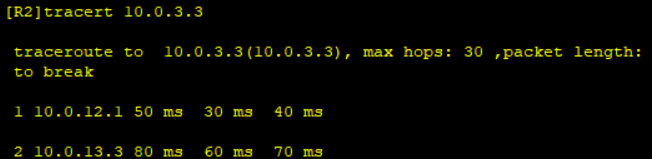 [R2]tracert 10.0.3.3
traceroute to  10.0.3.3(10.0.3.3), max hops: 30 ,packet length:
to break
1 10.0.12.1 50 ms  30 ms  40 ms
2 10.0.13.3 80 ms  60 ms  70 ms